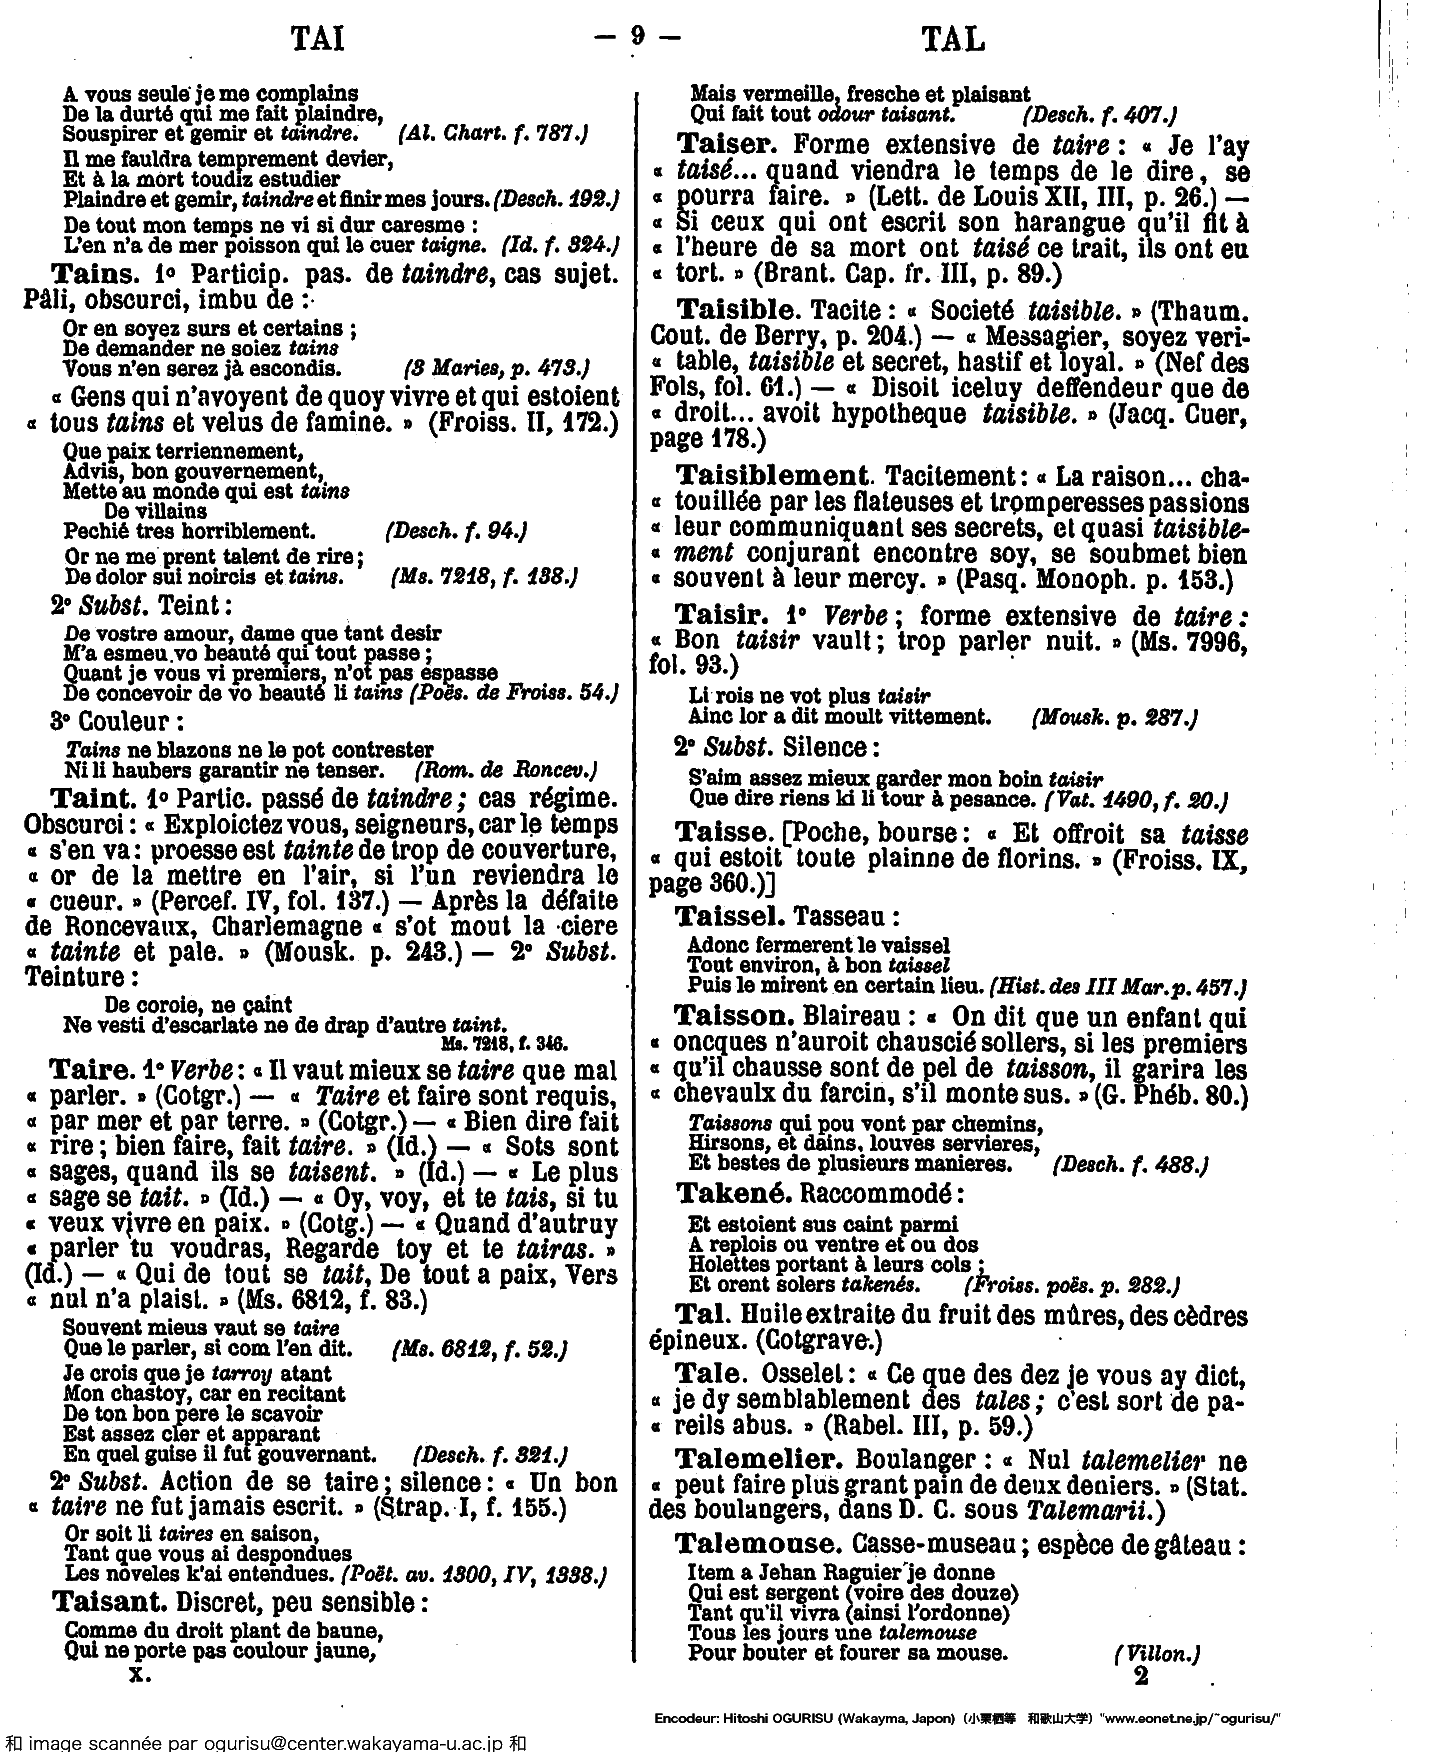 TAI — 9 — TAL
A vous seule je me complains
De la durté qui me fait plaindre,
Souspirer et gemir et taindre. (Al. Chart. f. 787.)
Il me fauldra temprement devier,
Et à la mort toudiz estudier
Plaindre et gemir, taindre et finir mes jours. (Desch. 192.)
De tout mon temps ne vi si dur caresme :
L'en n'a de mer poisson qui le cuer taigne. (Id. f. 324.)
Tains. 1º Particip. pas. de taindre, cas sujet.
Pâli, obscurci, imbu de :
Or en soyez surs et certains ;
De demander ne soiez tains
Vous n'en serez jà escondis. (3 Maries, p. 473.)
« Gens qui n'avoyent de quoy vivre et qui estoient
« tous tains et velus de famine. » (Froiss. II, 172.)
Que paix terriennement,
Advis, bon gouvernement,
Mette au monde qui est tains
De villains
Pechié tres horriblement. (Desch. f. 94.)
Or ne me prent talent de rire ;
De dolor sui noircis et tains. (Ms. 7218, f. 138.)
2º Subst. Teint :
De vostre amour, dame que tant desir
M'a esmeu vo beauté qui tout passe ;
Quant je vous vi premiers, n'ot pas espasse
De concevoir de vo beauté li tains (Poës. de Froiss. 54.)
3º Couleur :
Tains ne blazons ne le pot contrester
Ni li haubers garantir ne tenser. (Rom. de Roncev.)
Taint. 1º Partic. passé de taindre ; cas régime.
Obscurci : « Exploictez vous, seigneurs, car le temps
« s'en va : proesse est tainte de trop de couverture,
« or de la mettre en l'air, si l'un reviendra le
« cueur. » (Percef. IV, fol. 137.) — Après la défaite
de Roncevaux, Charlemagne « s'ot mout la ciere
« tainte et pale. » (Mousk. p. 243.) — 2º Subst.
Teinture :
De coroie, ne çaint
Ne vesti d'escarlate ne de drap d'autre taint.
Ms. 7218, f. 346.
Taire. 1º Verbe : « Il vaut mieux se taire que mal
« parler. » (Cotgr.) — « Taire et faire sont requis,
« par mer et par terre. » (Cotgr.) — « Bien dire fait
« rire ; bien faire, fait taire. » (Id.) — « Sots sont
« sages, quand ils se taisent. » (Id.) — « Le plus
« sage se tait. » (Id.) — « Oy, voy, et te tais, si tu
« veux vivre en paix. » (Cotg.) — « Quand d'autruy
« parler tu voudras, Regarde toy et te tairas. »
(Id.) — « Qui de tout se tait, De tout a paix, Vers
« nul n'a plaist. » (Ms. 6812, f. 83.)
Souvent mieus vaut se taire
Que le parler, si com l'en dit. (Ms. 6812, f. 52.)
Je crois que je tarroy atant
Mon chastoy, car en recitant
De ton bon pere le scavoir
Est assez cler et apparant
En quel guise il fut gouvernant. (Desch. f. 321.)
2º Subst. Action de se taire ; silence : « Un bon
« taire ne fut jamais escrit. » (Strap. I, f. 155.)
Or soit li taires en saison,
Tant que vous ai despondues
Les noveles k'ai entendues. (Poët. av. 1300, IV, 1338.)
Taisant. Discret, peu sensible :
Comme du droit plant de baune,
Qui ne porte pas coulour jaune,
X.
Mais vermeille, fresche et plaisant
Qui fait tout odour taisant. (Desch. f. 407.)
Taiser. Forme extensive de taire : « Je l'ay
« taisé... quand viendra le temps de le dire, se
« pourra faire. » (Lett. de Louis XII, III, p. 26.) —
« Si ceux qui ont escrit son harangue qu'il fit à
« l'heure de sa mort ont taisé ce trait, ils ont eu
« tort. » (Brant. Cap. fr. III, p. 89.)
Taisible. Tacite : « Societé taisible. » (Thaum.
Cout. de Berry, p. 204.) — « Messagier, soyez veri-
« table, taisible et secret, hastif et loyal. » (Nef des
Fols, fol. 61.) — « Disoit iceluy deffendeur que de
« droit... avoit hypotheque taisible. » (Jacq. Cuer,
page 178.)
Taisiblement. Tacitement : « La raison... cha-
« touillée par les flateuses et tromperesses passions
« leur communiquant ses secrets, et quasi taisible-
« ment conjurant encontre soy, se soubmet bien
« souvent à leur mercy. » (Pasq. Monoph. p. 153.)
Taisir. 1º Verbe ; forme extensive de taire :
« Bon taisir vault ; trop parler nuit. » (Ms. 7996,
fol. 93.)
Li rois ne vot plus taisir
Ainc lor a dit moult vittement. (Mousk. p. 287.)
2º Subst. Silence :
S'aim assez mieux garder mon boin taisir
Que dire riens ki li tour à pesance. (Vat. 1490, f. 20.)
Taisse. [Poche, bourse : « Et offroit sa taisse
« qui estoit toute plainne de florins. » (Froiss. IX,
page 360.)]
Taissel. Tasseau :
Adonc fermerent le vaissel
Tout environ, à bon taissel
Puis le mirent en certain lieu. (Hist. des III Mar. p. 457.)
Taisson. Blaireau : « On dit que un enfant qui
« oncques n'auroit chauscié sollers, si les premiers
« qu'il chausse sont de pel de taisson, il garira les
« chevaulx du farcin, s'il monte sus. » (G. Phéb. 80.)
Taissons qui pou vont par chemins,
Hirsons, et dains, louves servieres,
Et bestes de plusieurs manieres. (Desch. f. 488.)
Takené. Raccommodé :
Et estoient sus caint parmi
A replois ou ventre et ou dos
Holettes portant à leurs cols ;
Et orent solers takenés. (Froiss. poës. p. 282.)
Tal. Huile extraite du fruit des mûres, des cèdres
épineux. (Cotgrave.)
Tale. Osselet : « Ce que des dez je vous ay dict,
« je dy semblablement des tales ; c'est sort de pa-
« reils abus. » (Rabel. III, p. 59.)
Talemelier. Boulanger : « Nul talemelier ne
« peut faire plus grant pain de deux deniers. » (Stat.
des boulangers, dans D. C. sous Talemarii.)
Talemouse. Casse-museau ; espèce de gâteau :
Item a Jehan Raguier je donne
Qui est sergent (voire des douze)
Tant qu'il vivra (ainsi l'ordonne)
Tous les jours une talemouse
Pour bouter et fourer sa mouse. (Villon.)
2
Encodeur: Hitoshi OGURISU (Wakayma, Japon) (小栗栖等 和歌山大学) "www.eonet.ne.jp/~ogurisu/"
和 image scannée par ogurisu@center.wakayama-u.ac.jp 和